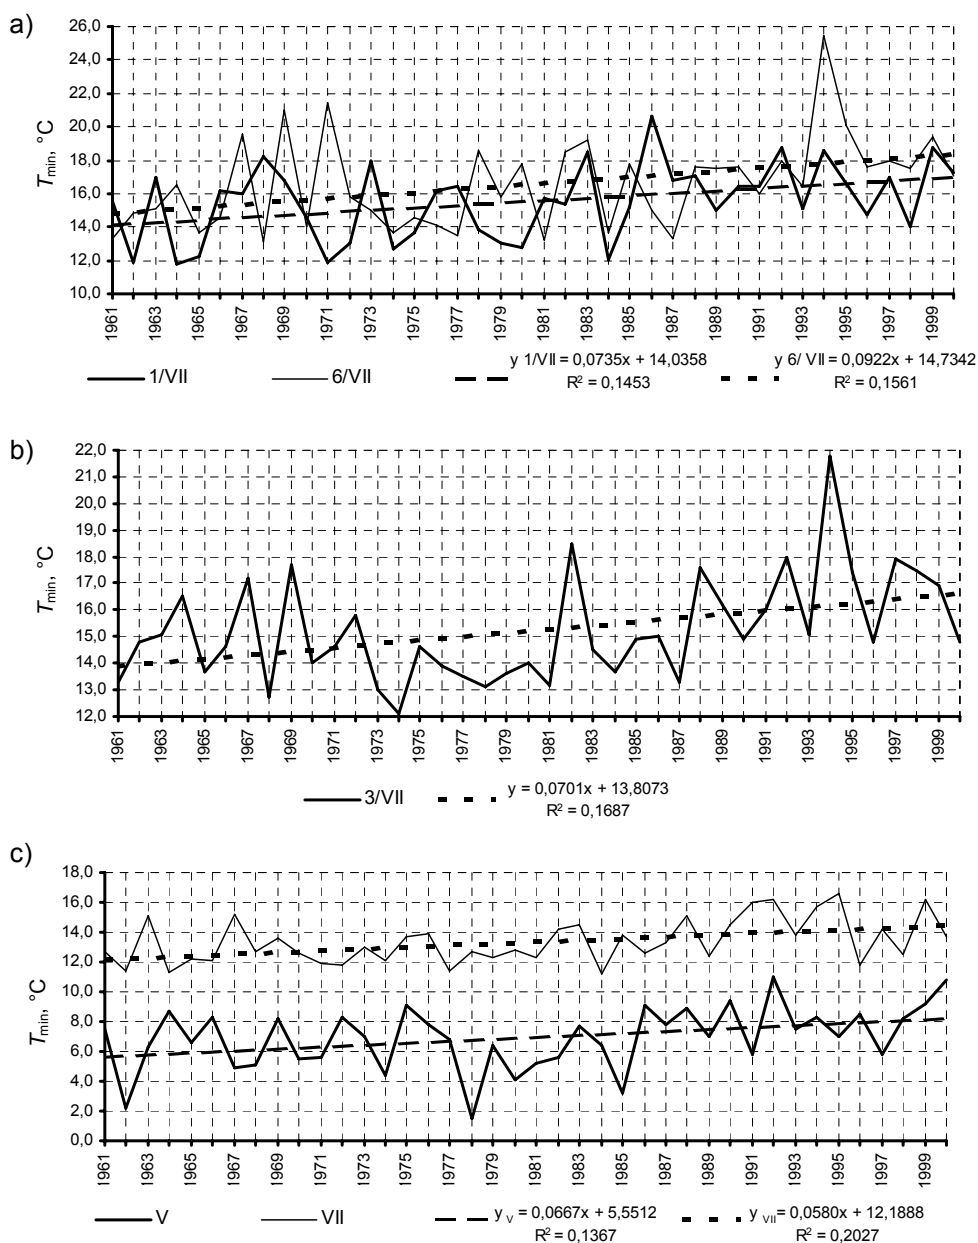 a)
26,0
24,0
22,0
20,0
18,0
16,0
14,0
12,0
10,0
Tmin, °C
1961 1963 1965 1967 1969 1971 1973 1975 1977 1979 1981 1983 1985 1987 1989 1991 1993 1995 1997 1999
1/VII 6/VII y 1/VII = 0,0735x + 14,0358 y 6/ VII = 0,0922x + 14,7342
R² = 0,1453 R² = 0,1561
b)
22,0
21,0
20,0
19,0
18,0
17,0
16,0
15,0
14,0
13,0
12,0
Tmin, °C
1961 1963 1965 1967 1969 1971 1973 1975 1977 1979 1981 1983 1985 1987 1989 1991 1993 1995 1997 1999
3/VII y = 0,0701x + 13,8073
R² = 0,1687
c)
18,0
16,0
14,0
12,0
10,0
8,0
6,0
4,0
2,0
0,0
Tmin, °C
1961 1963 1965 1967 1969 1971 1973 1975 1977 1979 1981 1983 1985 1987 1989 1991 1993 1995 1997 1999
V VII y V = 0,0667x + 5,5512 y VII = 0,0580x + 12,1888
R² = 0,1367 R² = 0,2027